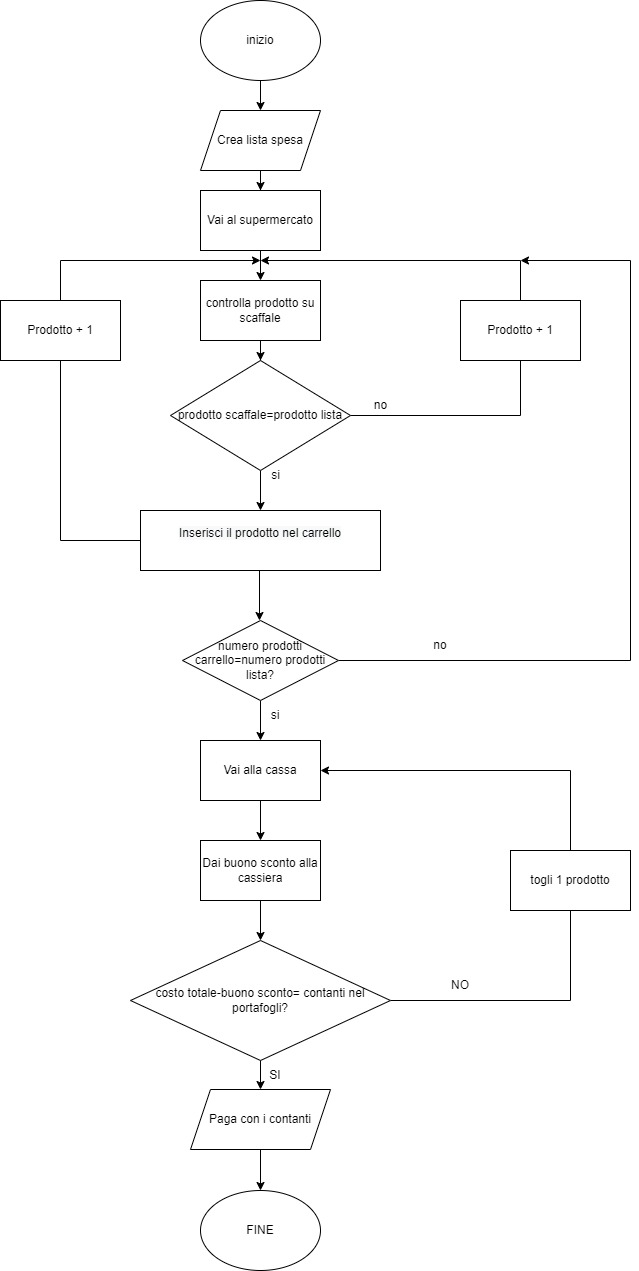 inizio
Crea lista spesa
Vai al supermercato
controlla prodotto su
scaffale
Prodotto + 1
Prodotto + 1
prodotto scaffale=prodotto lista
no
si
Inserisci il prodotto nel carrello
numero prodotti
carrello=numero prodotti
lista?
no
si
Vai alla cassa
Dai buono sconto alla
cassiera
togli 1 prodotto
costo totale-buono sconto= contanti nel
portafogli?
NO
SI
Paga con i contanti
FINE